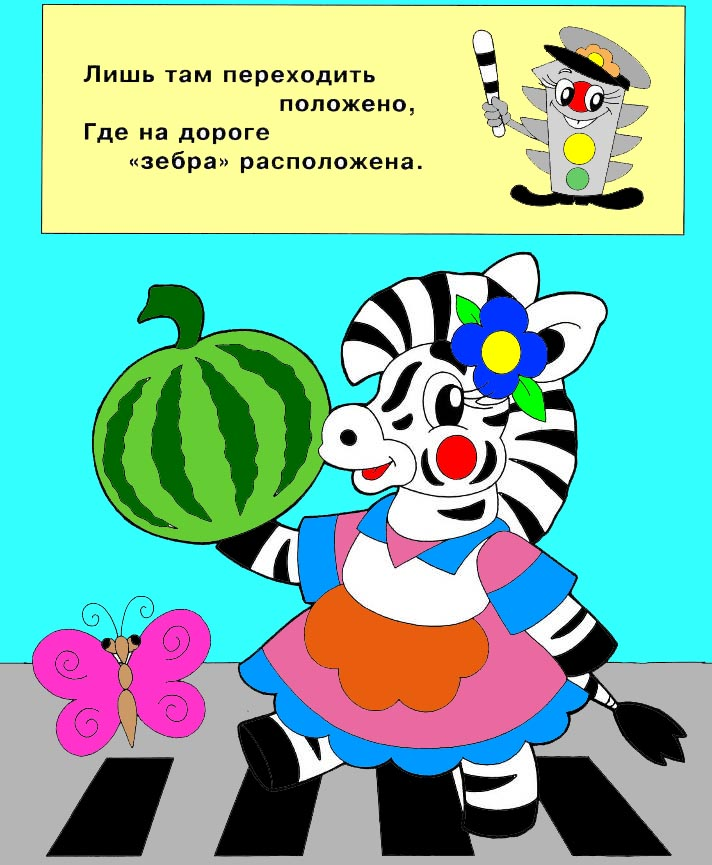 Лишь там переходить
положено,
Где на дороге
«зебра» расположена.